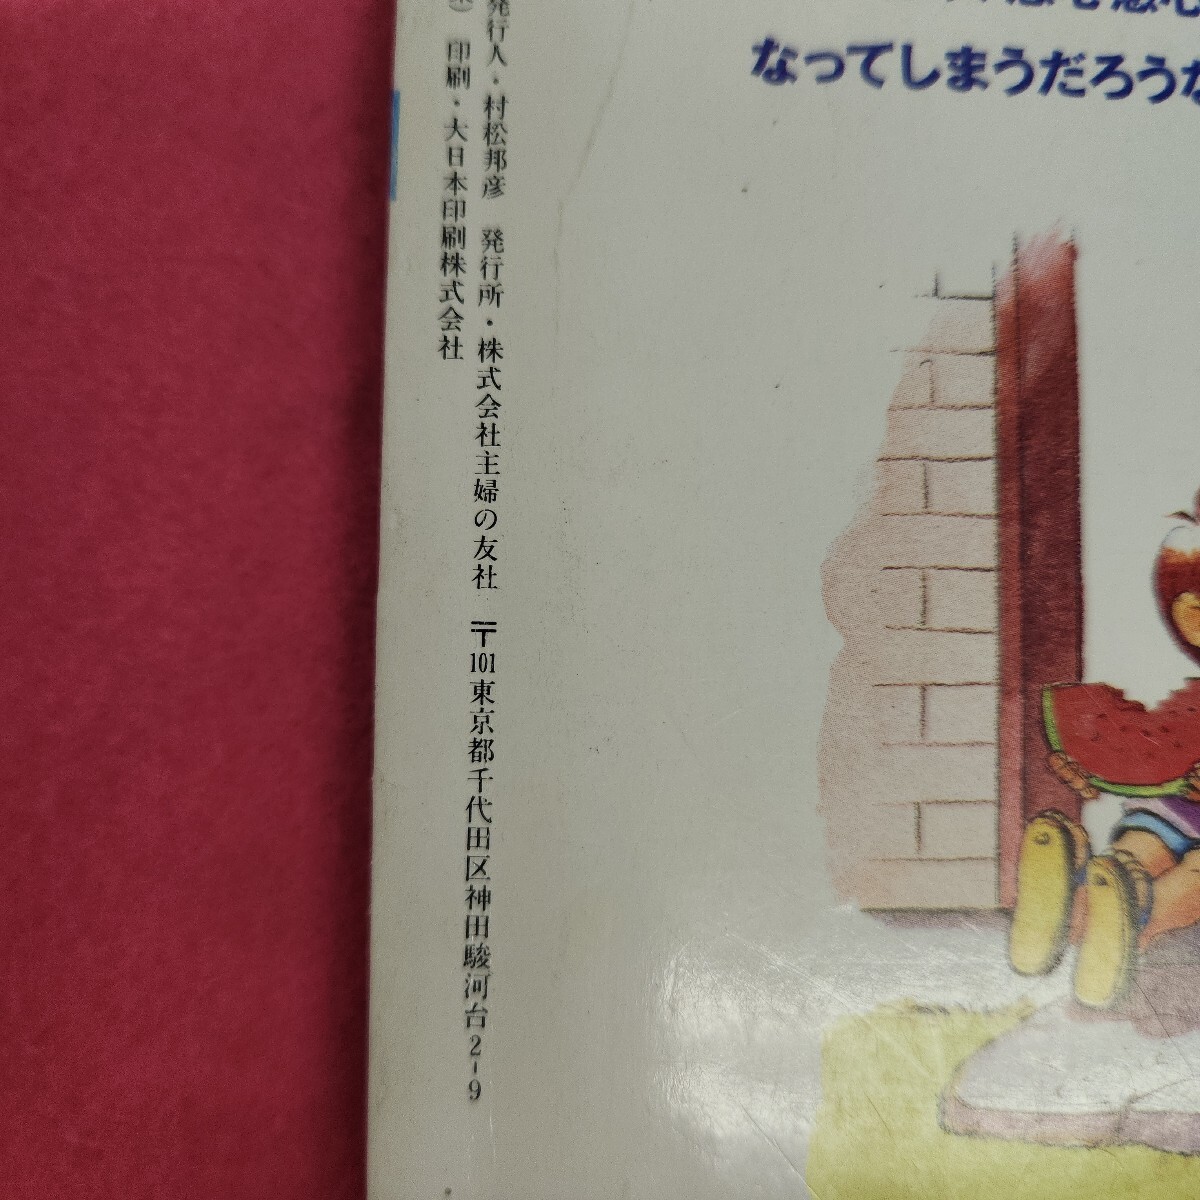 なってしまうだろうな
発行人・村松邦彦 発行所・株式会社主婦の友社 〒101東京都千代田区神田駿河台2-9
印刷・大日本印刷株式会社